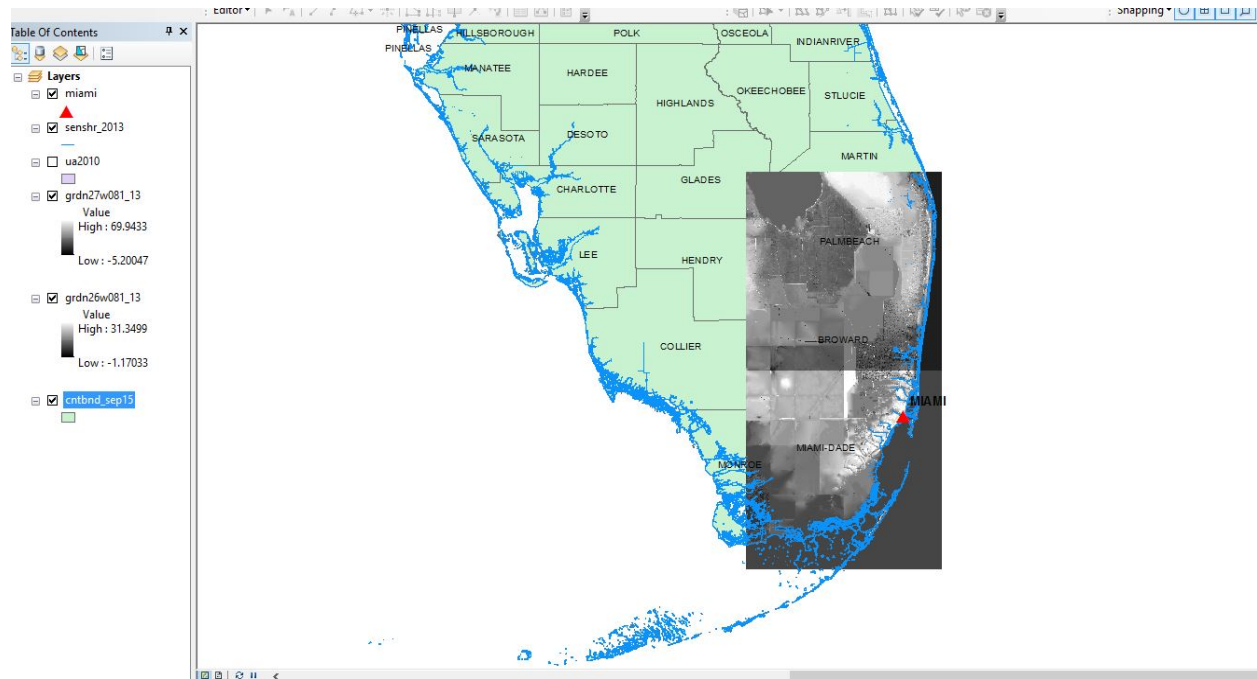 Editor
Snapping
Table Of Contents
Layers
miami
senshr_2013
ua2010
grdn27w081_13
Value
High : 69.9433
Low : -5.20047
grdn26w081_13
Value
High : 31.3499
Low : -1.17033
cntbnd_sep15
PINELLAS
HILLSBOROUGH
POLK
OSCEOLA
INDIANRIVER
PINELLAS
MANATEE
HARDEE
HIGHLANDS
OKEECHOBEE
STLUCIE
SARASOTA
DESOTO
MARTIN
CHARLOTTE
GLADES
PALMBEACH
LEE
HENDRY
COLLIER
BROWARD
MIAMI
MIAMI-DADE
MONROE